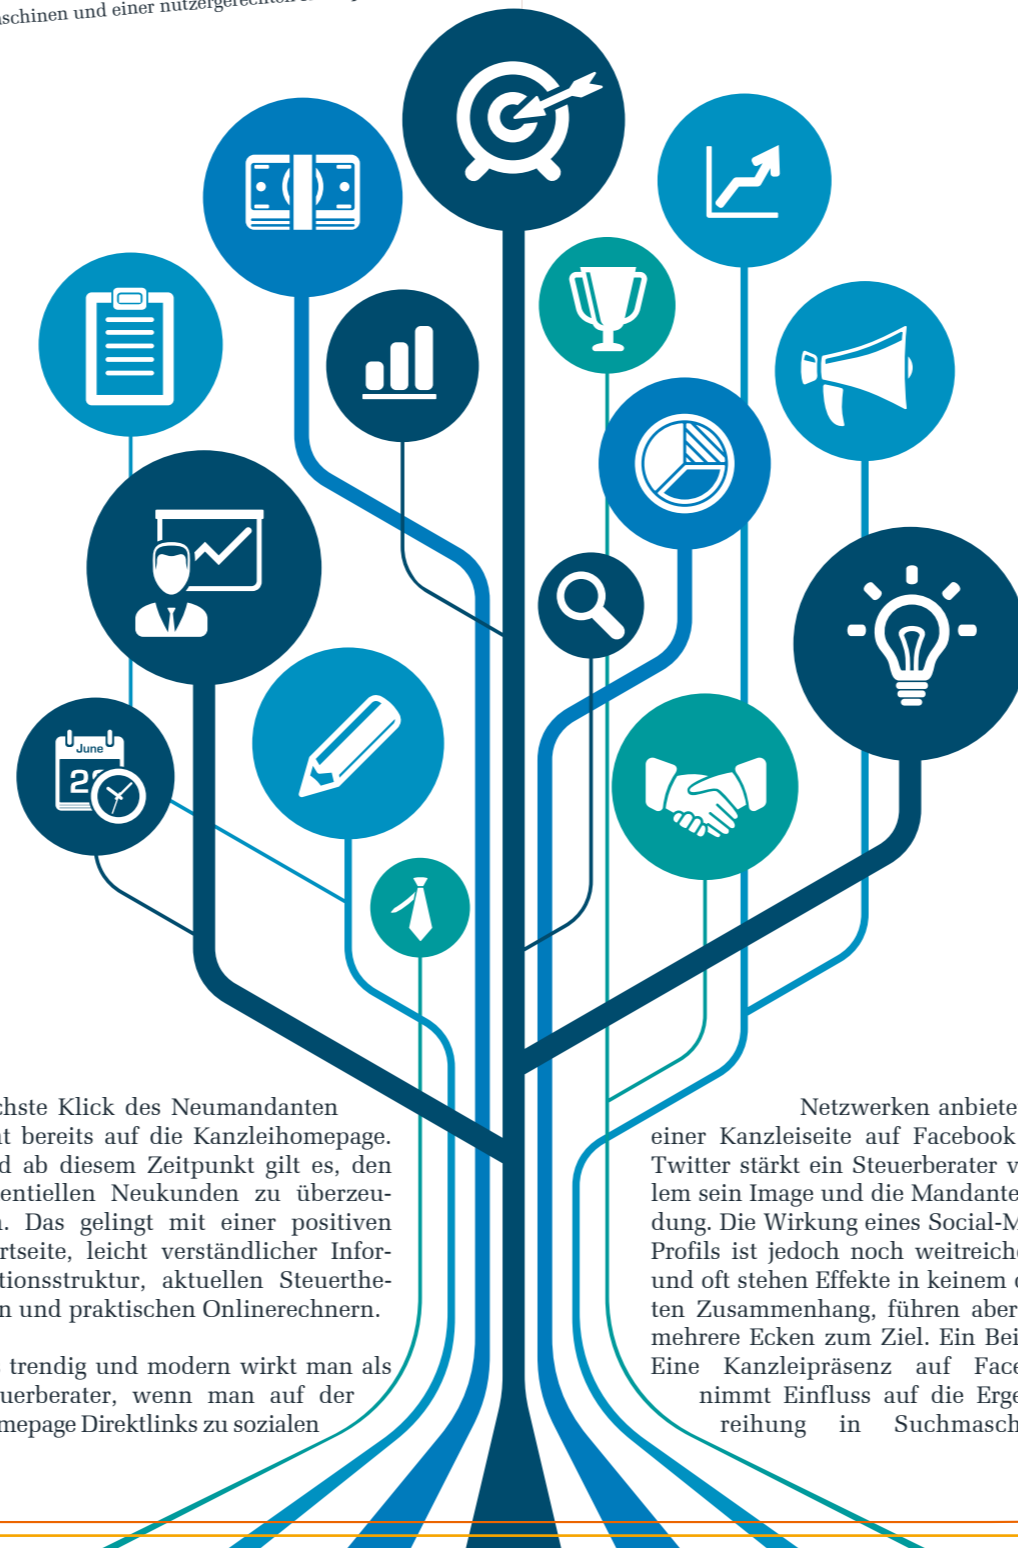 schinen und einer nutzergerechten
June
2
chste Klick des Neumandanten
t bereits auf die Kanzleihomepage.
d ab diesem Zeitpunkt gilt es, den
entiellen Neukunden zu überzeu-
. Das gelingt mit einer positiven
rtseite, leicht verständlicher Infor-
tionsstruktur, aktuellen Steuerthe-
n und praktischen Onlinerechnern.
trendig und modern wirkt man als
uerberater, wenn man auf der
mepage Direktlinks zu sozialen
Netzwerken anbiete
einer Kanzleiseite auf Facebook
Twitter stärkt ein Steuerberater v
lem sein Image und die Mandante
dung. Die Wirkung eines Social-M
Profils ist jedoch noch weitreich
und oft stehen Effekte in keinem
ten Zusammenhang, führen aber
mehrere Ecken zum Ziel. Ein Bei
Eine Kanzleipräsenz auf Face
nimmt Einfluss auf die Erge
reihung in Suchmasch